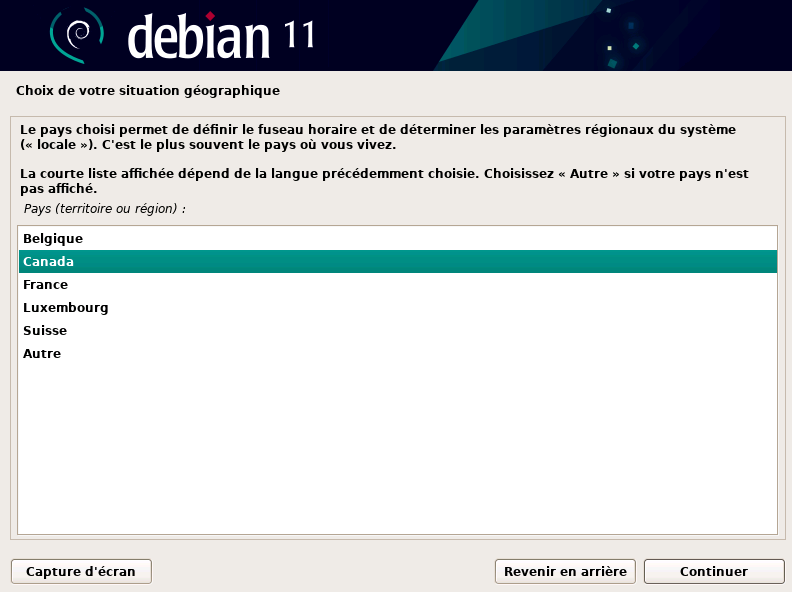 debian 11
Choix de votre situation géographique
Le pays choisi permet de définir le fuseau horaire et de déterminer les paramètres régionaux du système
(« locale »). C'est le plus souvent le pays où vous vivez.
La courte liste affichée dépend de la langue précédemment choisie. Choisissez « Autre » si votre pays n'est
pas affiché.
Pays (territoire ou région) :
Belgique
Canada
France
Luxembourg
Suisse
Autre
Capture d'écran
Revenir en arrière
Continuer